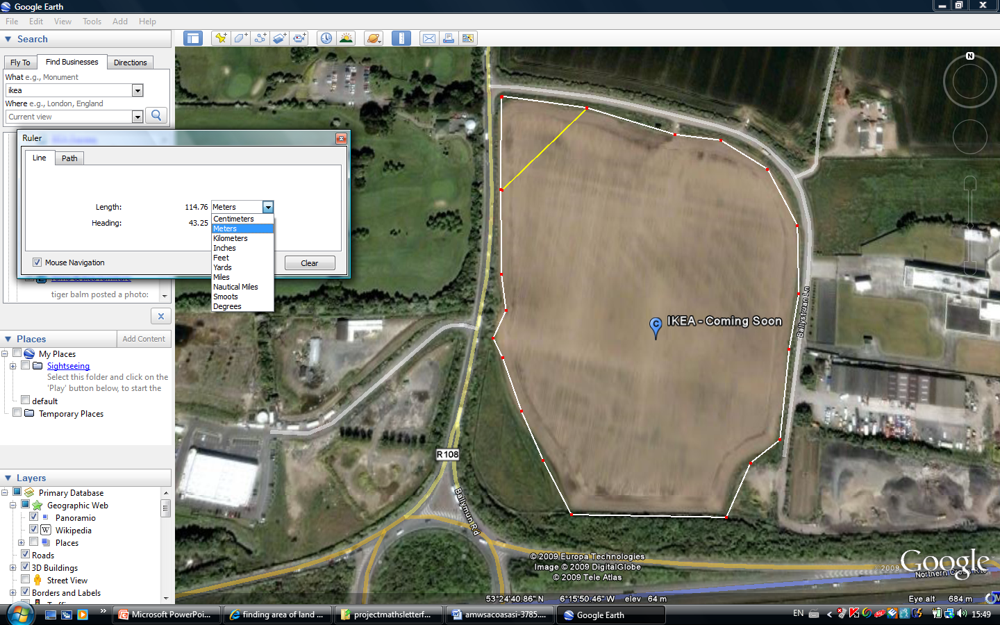 Google Earth
File Edit View Tools Add Help
Search
Fly To Find Businesses Directions
What e.g., Monument
ikea
Where e.g., London, England
Current view
Ruler
Line Path
Length: 114.76 Meters
Heading: 43.25
Centimeters
Meters
Kilometers
Inches
Feet
Yards
Miles
Nautical Miles
Smoots
Degrees
Mouse Navigation
Clear
tiger balm posted a photo:
Places
Add Content
My Places
Sightseeing
Select this folder and click on the
'Play' button below, to start the
default
Temporary Places
Layers
Primary Database
Geographic Web
Panoramio
Wikipedia
Places
Roads
3D Buildings
Street View
Borders and Labels
N
C
IKEA - Coming Soon
Ballystruan Ln
R108
Ballymun Rd
© 2009 Europa Technologies
Image © 2009 DigitalGlobe
© 2009 Tele Atlas
©2009
Google
53°24'40.86" N 6°15'50.46" W elev 64 m
Eye alt 684 m
Microsoft PowerPoi...
finding area of land ...
projectmathsletterf...
amwsacoasasi-3785....
Google Earth
EN
15:49